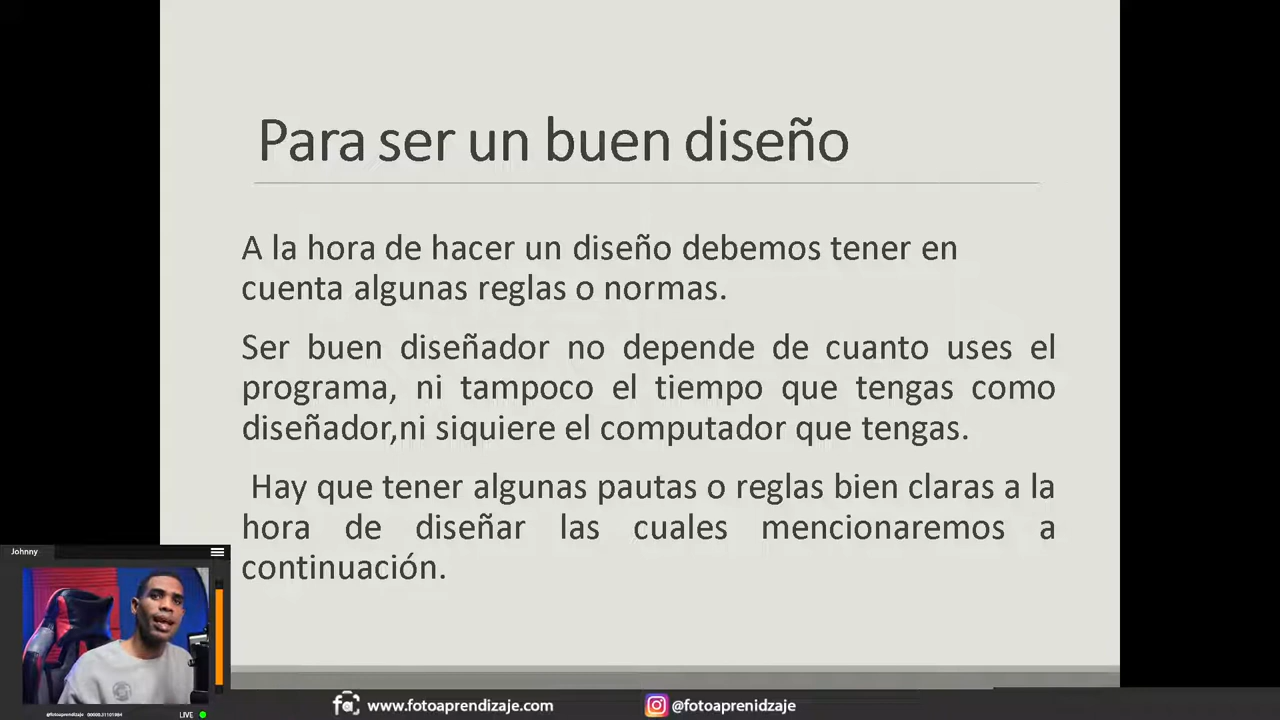 Para ser un buen diseño
A la hora de hacer un diseño debemos tener en
cuenta algunas reglas o normas.
Ser buen diseñador no depende de cuanto uses el
programa, ni tampoco el tiempo que tengas como
diseñador,ni siquiere el computador que tengas.
Hay que tener algunas pautas o reglas bien claras a la
hora de diseñar las cuales mencionaremos a
continuación.
Johnny
@fotoaprendizaje 00000.31101984 LIVE
www.fotoaprendizaje.com @fotoaprenidzaje